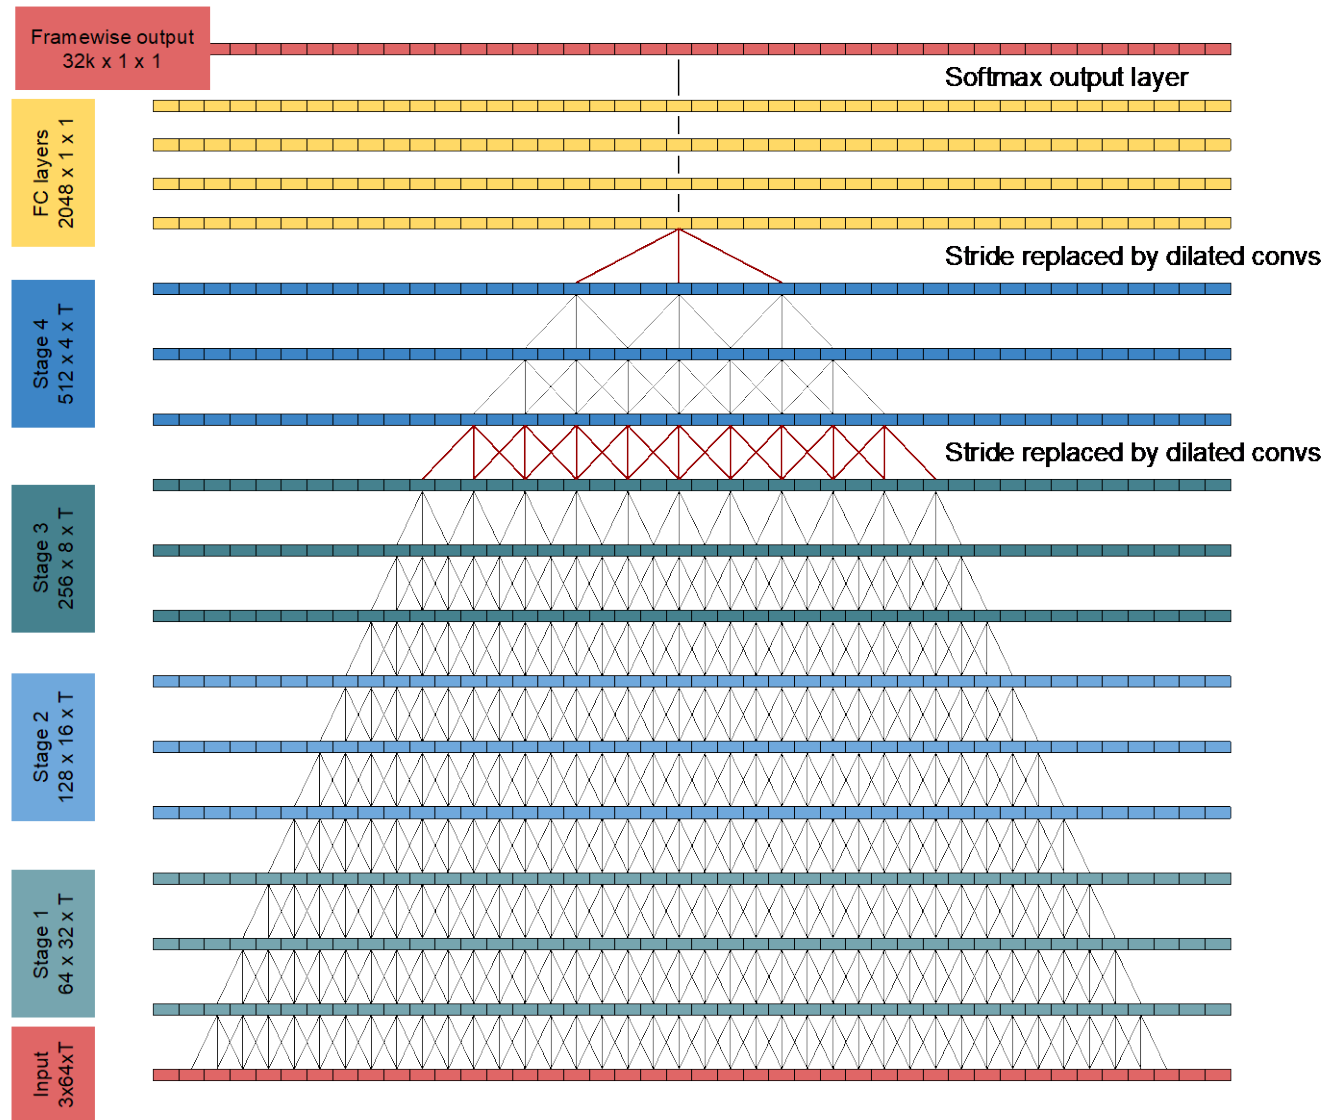 Framewise output
32k x 1 x 1
Softmax output layer
FC layers
2048 x 1 x 1
Stride replaced by dilated convs
Stage 4
512 x 4 x T
Stride replaced by dilated convs
Stage 3
256 x 8 x T
Stage 2
128 x 16 x T
Stage 1
64 x 32 x T
Input
3x64xT